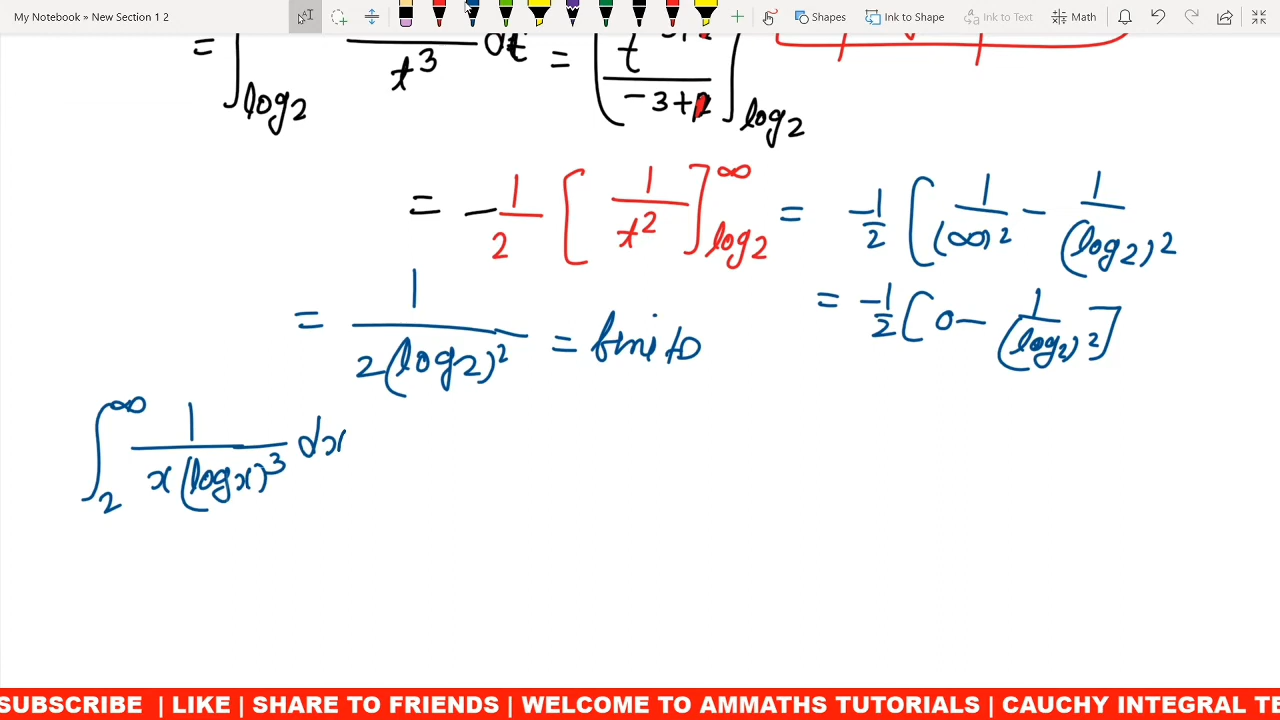 My Notebook » New Section 1 2
Shapes Ink to Shape Ink to Text Math
= ∫log2 t³ dt = [t / -3+1]log2
= -1/2 [1/t²]^∞ log2 = -1/2 [1/(∞)² - 1/(log2)²
= 1/2(log2)² = finite = -1/2 [0 - 1/(log2)²]
∫₂^∞ 1/x(logx)³ dx
SUBSCRIBE | LIKE | SHARE TO FRIENDS | WELCOME TO AMMATHS TUTORIALS | CAUCHY INTEGRAL TE